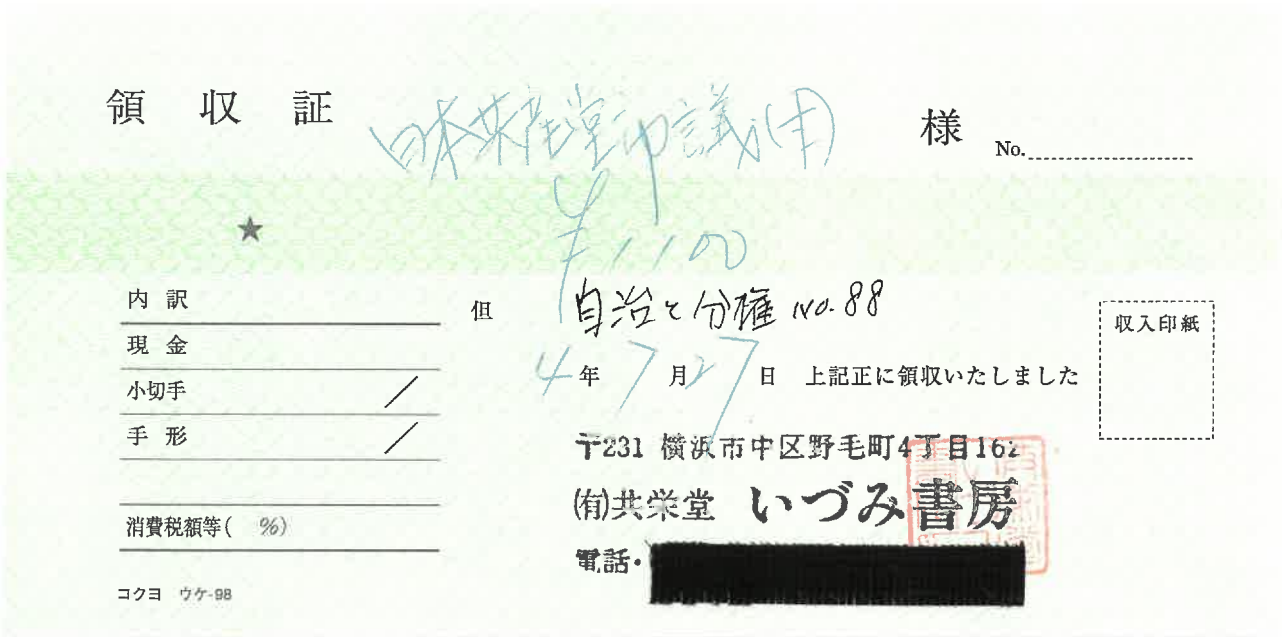 領収証 日本共産党 議(団) 様 No.
★ ¥1100
内訳
現金
小切手 /
手形 /
消費税額等( %)
但 自治と分権 no.88
4年7月27日 上記正に領収いたしました
収入印紙
〒231 横浜市中区野毛町4丁目162
(有)共栄堂 いづみ書房
電話・
コクヨ ウケ-98